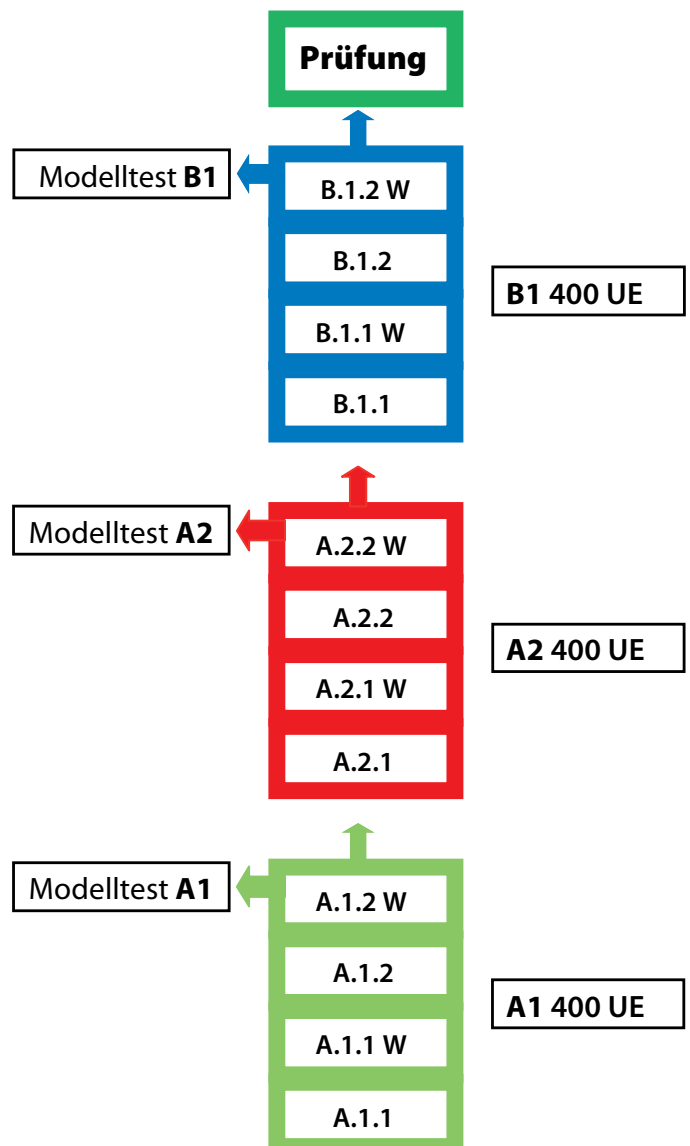 Prüfung
Modelltest B1
B.1.2 W
B.1.2
B1 400 UE
B.1.1 W
B.1.1
Modelltest A2
A.2.2 W
A.2.2
A2 400 UE
A.2.1 W
A.2.1
Modelltest A1
A.1.2 W
A.1.2
A1 400 UE
A.1.1 W
A.1.1